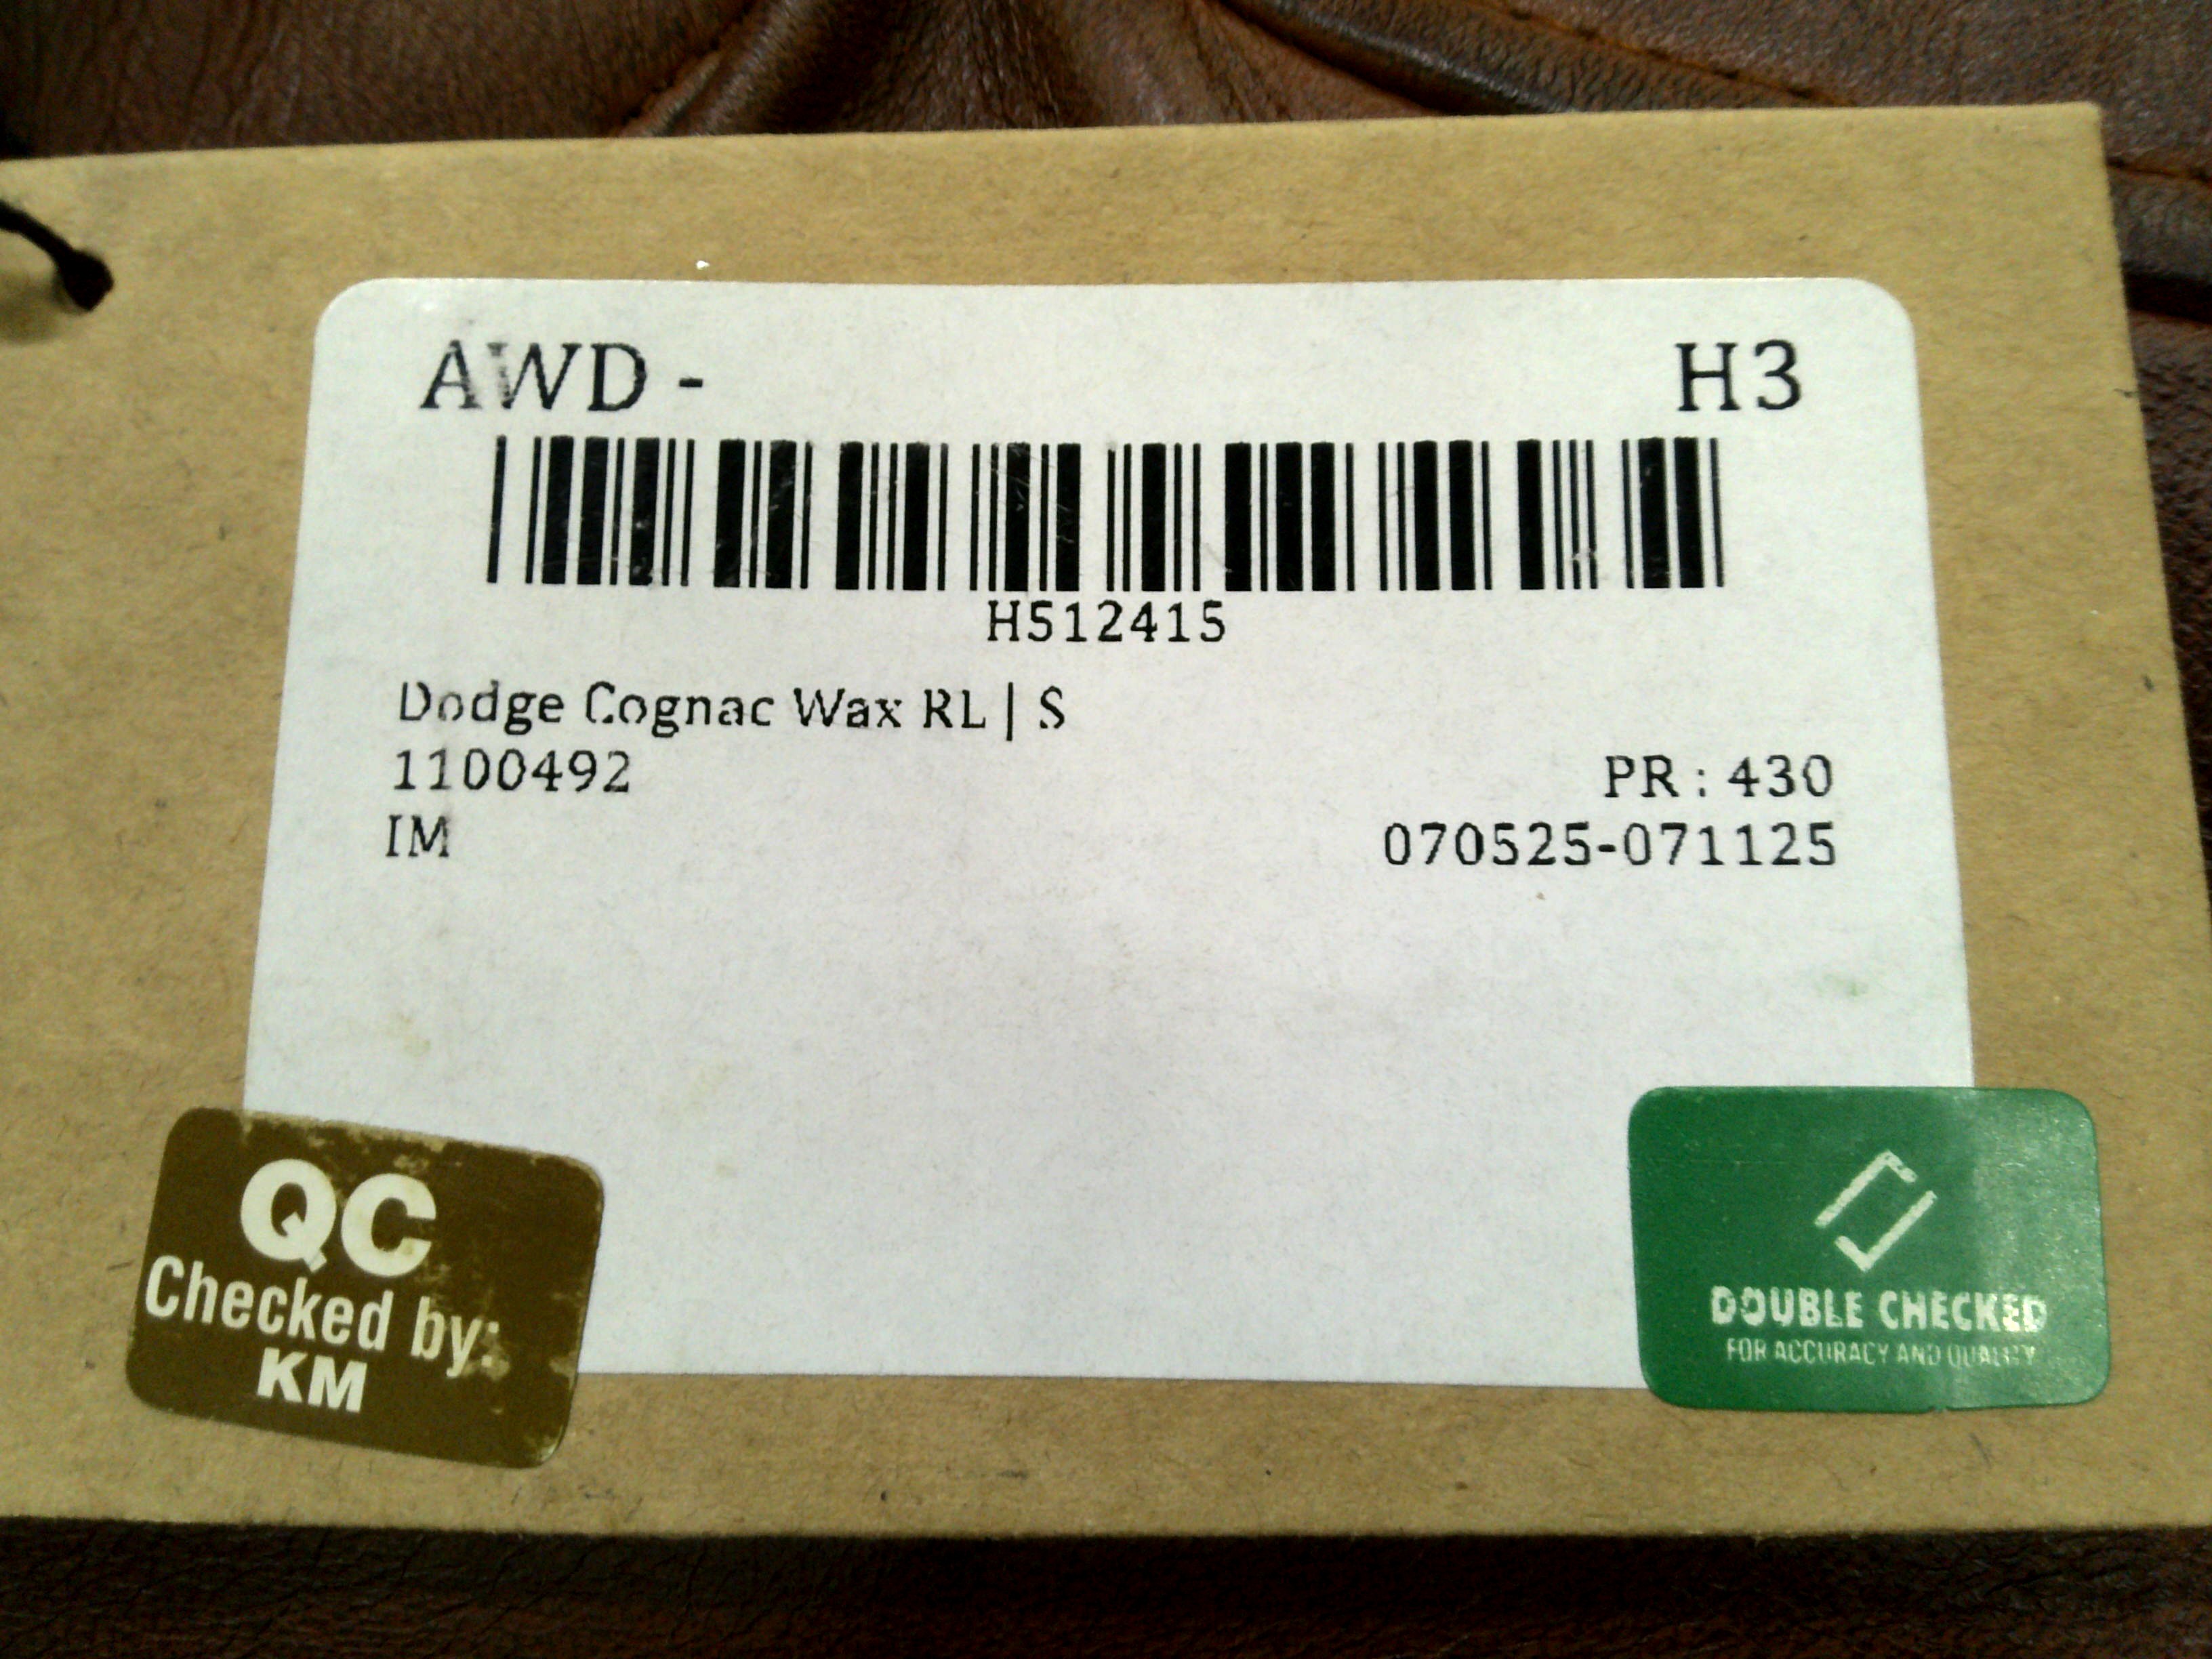 AWD - H3
H512415
Dodge Cognac Wax RL | S
1100492 PR : 430
IM 070525-071125
QC
Checked by:
KM
DOUBLE CHECKED
FOR ACCURACY AND QUALITY